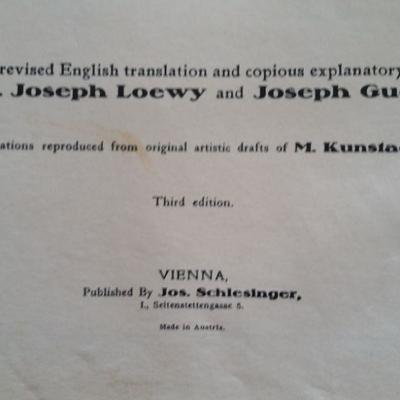 revised English translation and copious explanatory
. Joseph Loewy and Joseph Gu
ations reproduced from original artistic drafts of M. Kunsta
Third edition.
VIENNA,
Published By Jos. Schlesinger,
I., Seitenstettengasse 5.
Made in Austria.